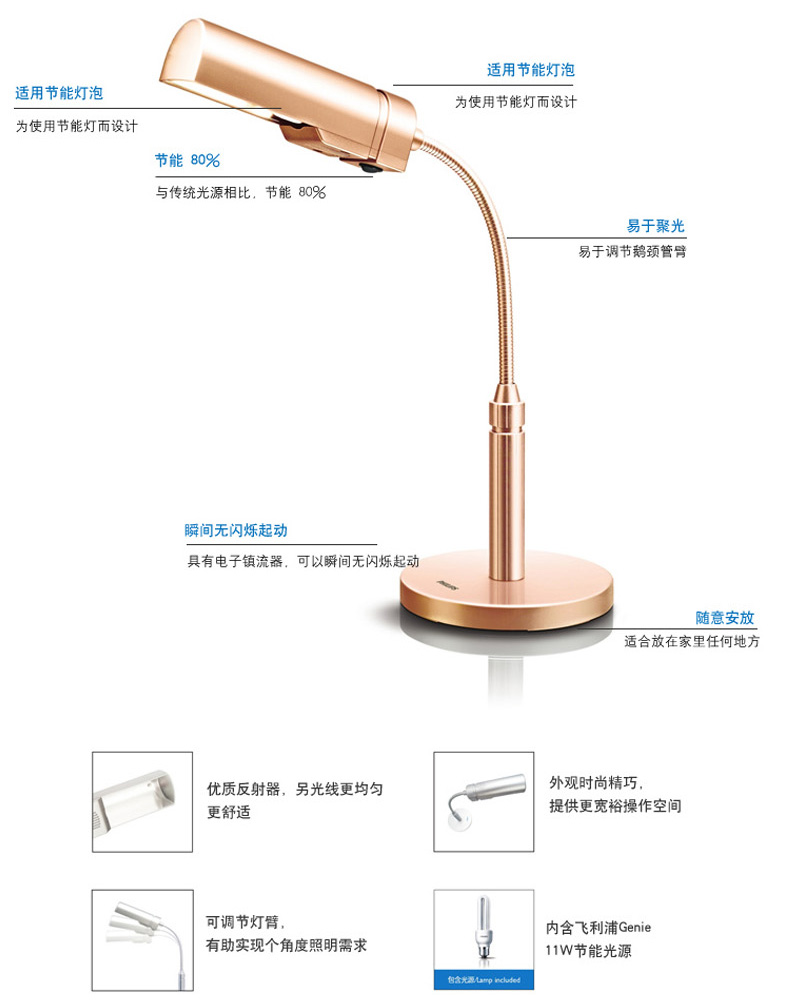 适用节能灯泡
为使用节能灯而设计
适用节能灯泡
为使用节能灯而设计
节能 80%
与传统光源相比，节能 80%
易于聚光
易于调节鹅颈管臂
瞬间无闪烁起动
具有电子镇流器，可以瞬间无闪烁起动
PHILIPS
随意安放
适合放在家里任何地方
优质反射器，另光线更均匀
更舒适
外观时尚精巧，
提供更宽裕操作空间
可调节灯臂，
有助实现个角度照明需求
内含飞利浦Genie
11W节能光源
包含光源/Lamp included